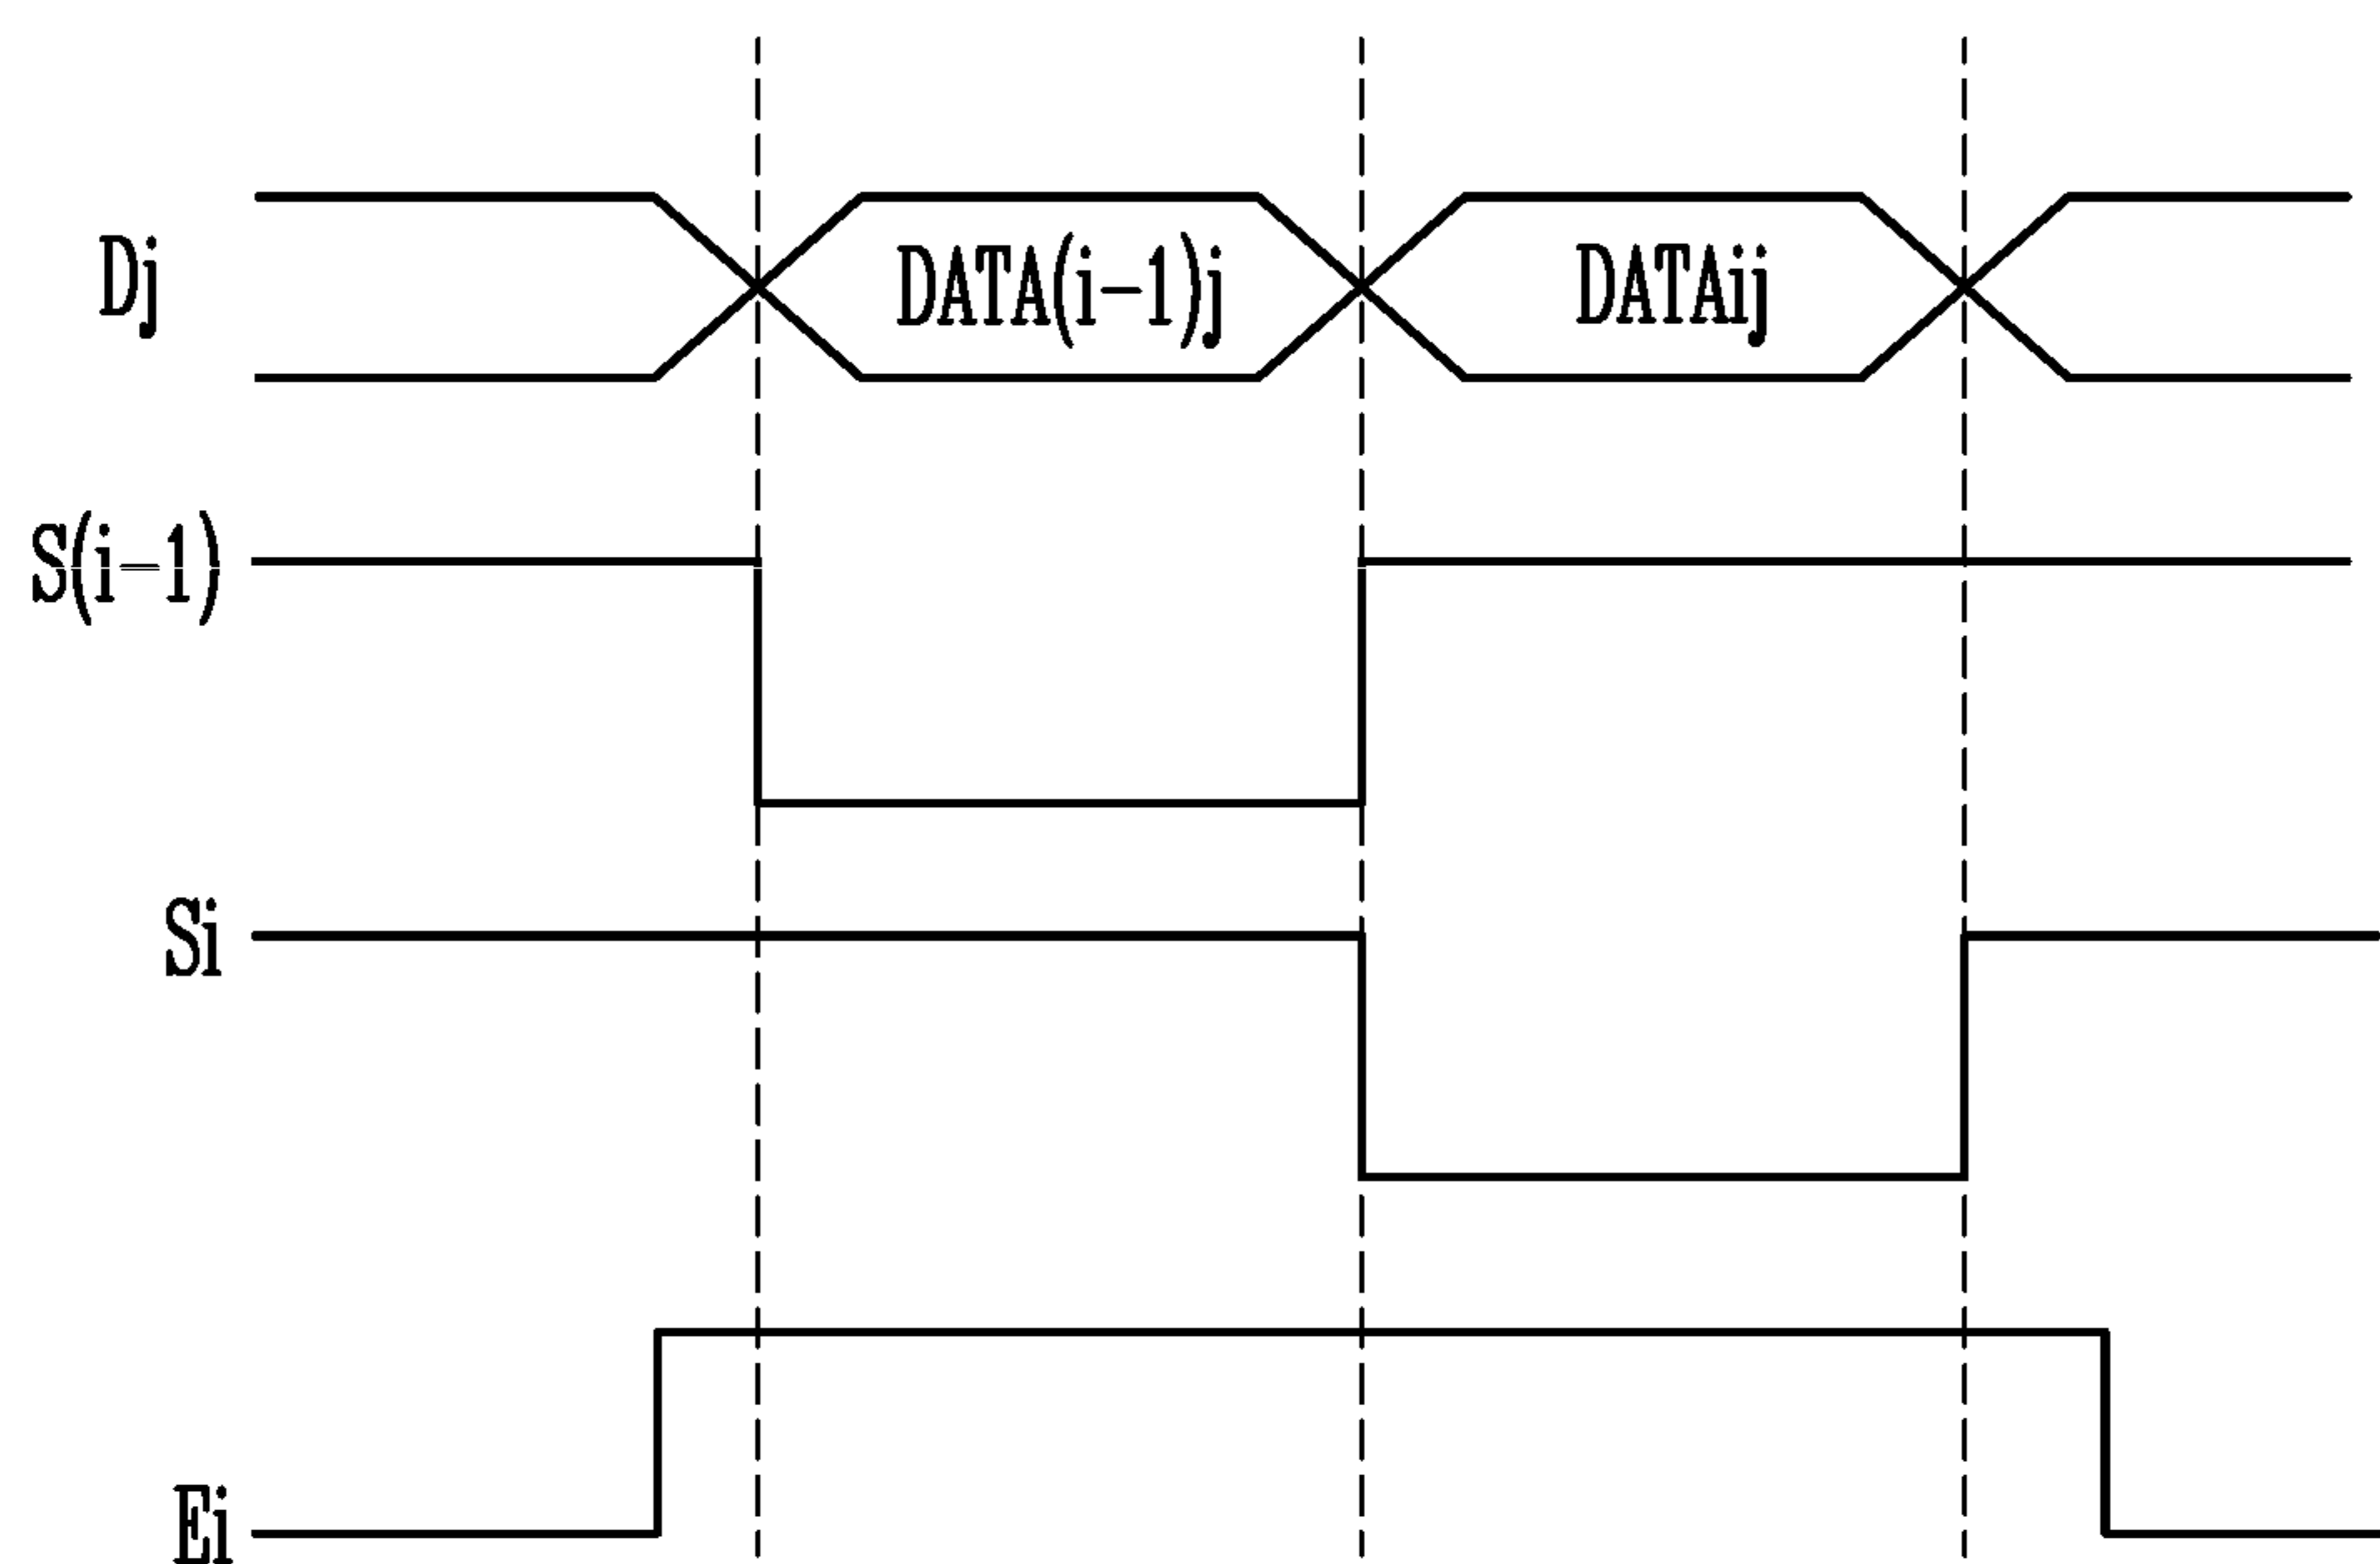 Dj
DATA(i-1)j
DATAij
S(i-1)
Si
Ei